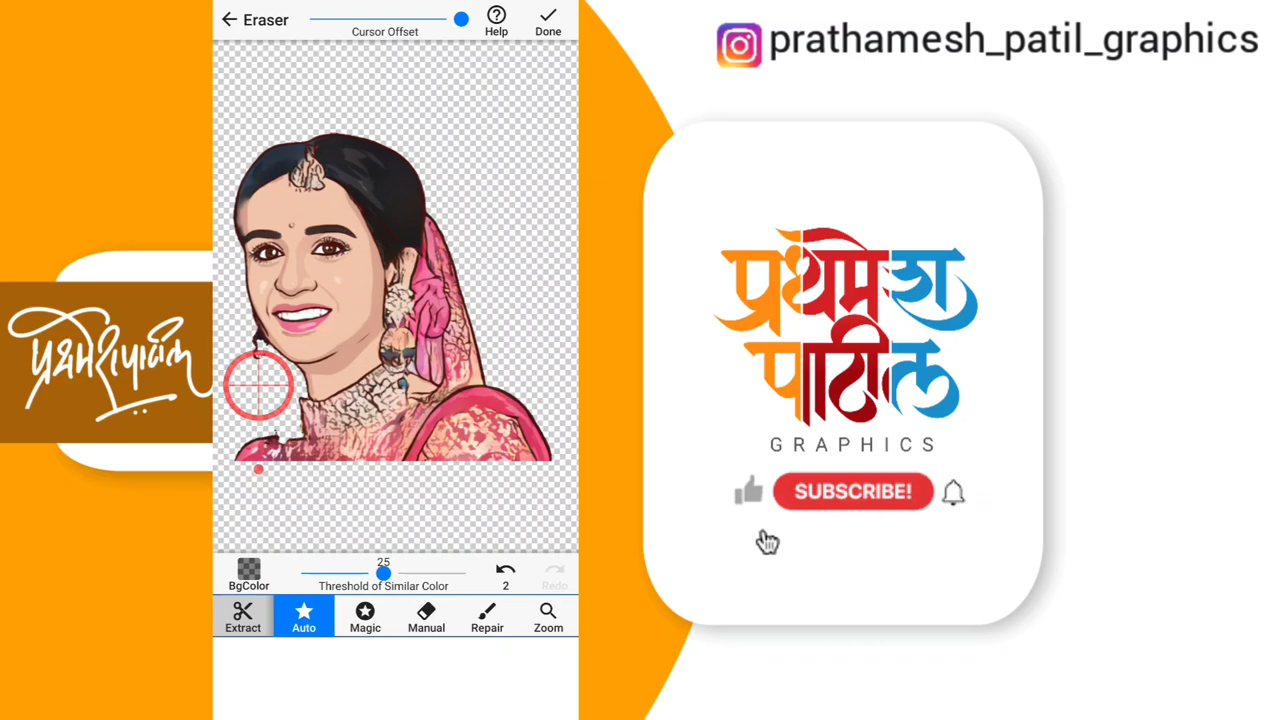 Eraser
Cursor Offset
Help
Done
prathamesh_patil_graphics
प्रथमेश पाटील
प्रथमेश
पाटील
GRAPHICS
SUBSCRIBE!
25
BgColor
Threshold of Similar Color
2
Redo
Extract
Auto
Magic
Manual
Repair
Zoom